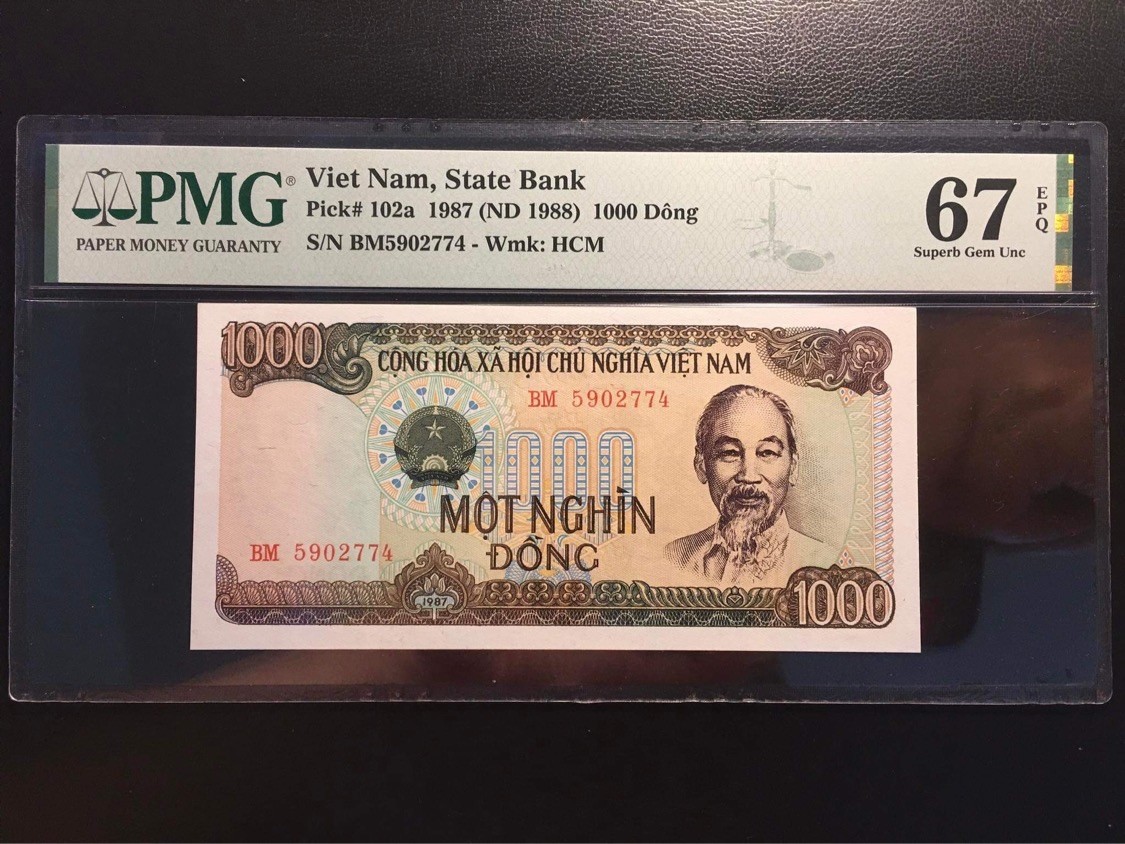 PMG®
PAPER MONEY GUARANTY
Viet Nam, State Bank
Pick# 102a 1987 (ND 1988) 1000 Dông
S/N BM5902774 - Wmk: HCM
67
EPQ
Superb Gem Unc
1000
CỘNG HÒA XÃ HỘI CHỦ NGHĨA VIỆT NAM
BM 5902774
1000
MỘT NGHÌN
ĐỒNG
BM 5902774
1987
1000